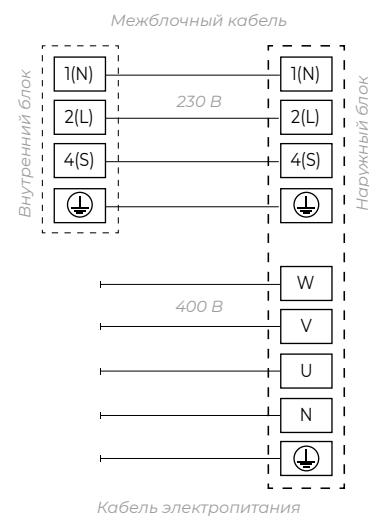 Межблочный кабель
Внутренний блок
Наружный блок
1(N) 1(N)
230 В
2(L) 2(L)
4(S) 4(S)
W
400 В
V
U
N
Кабель электропитания